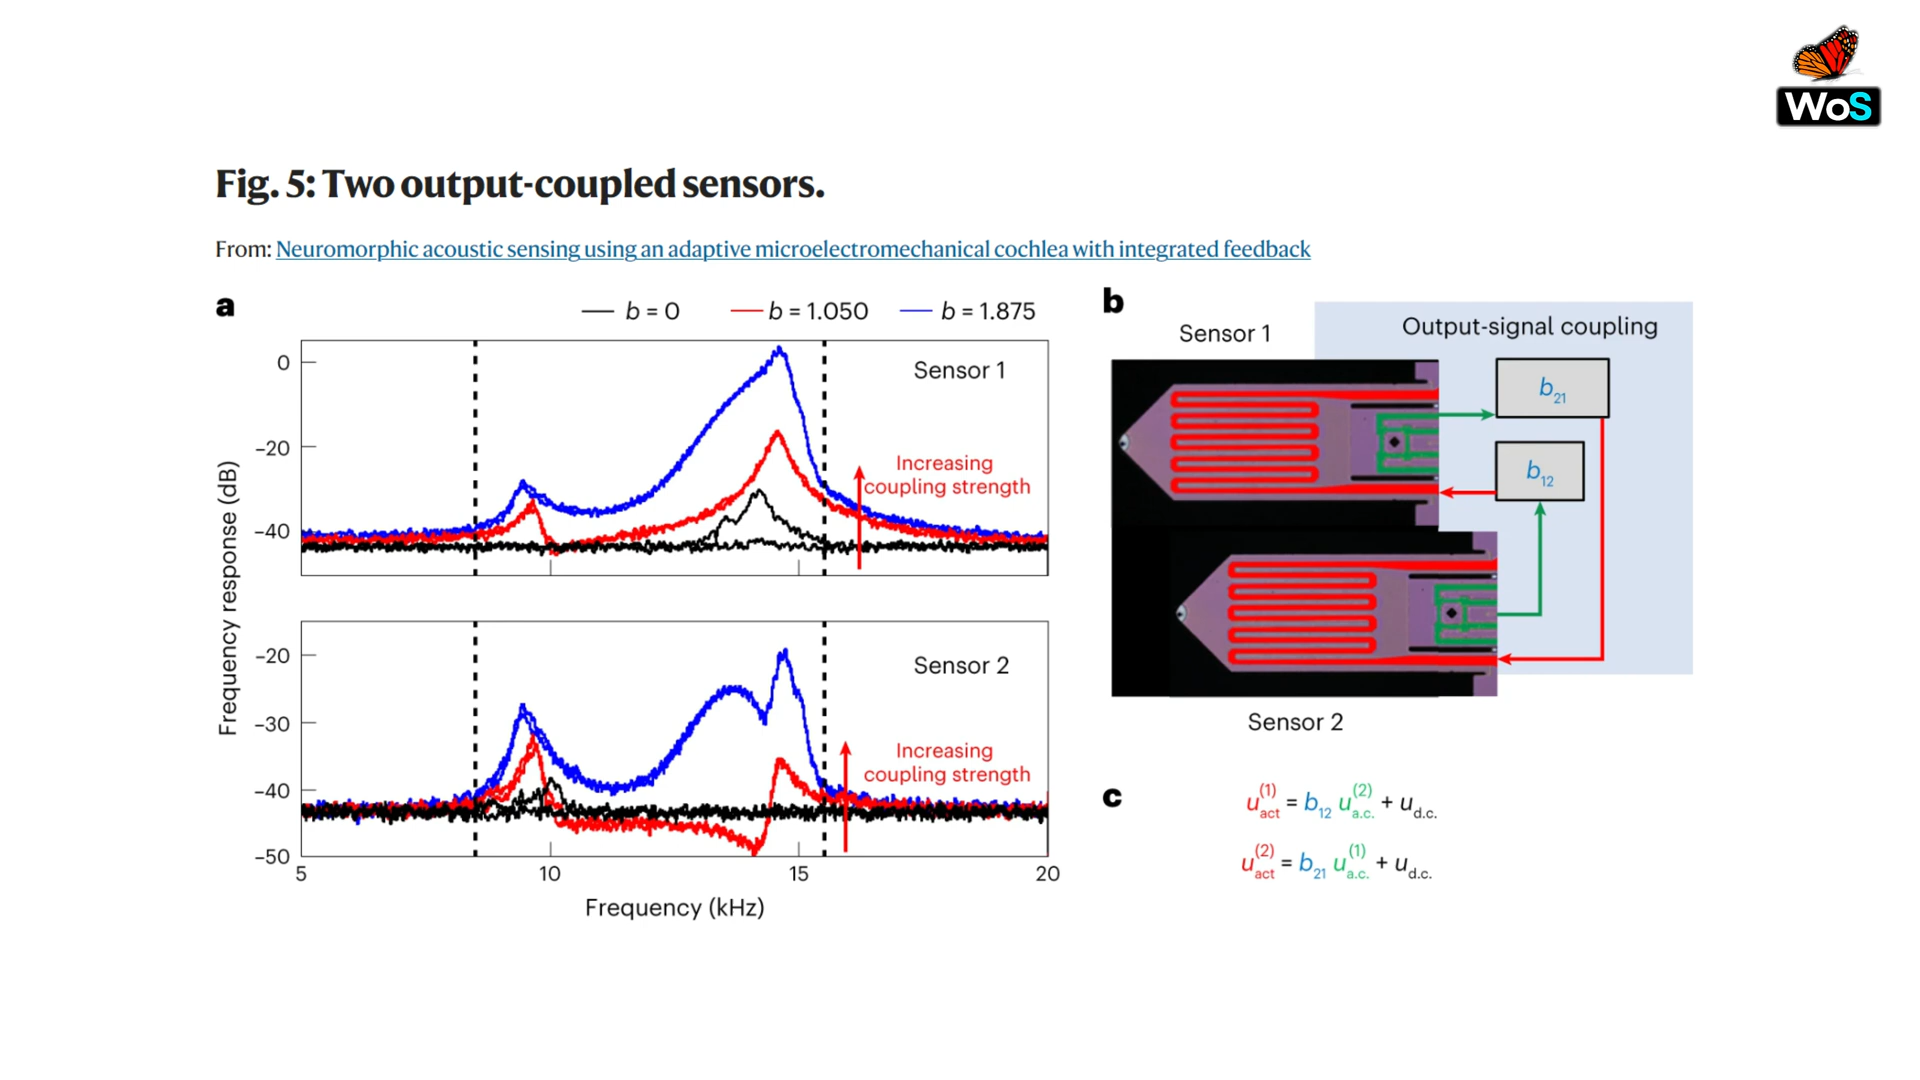 WoS
Fig. 5: Two output-coupled sensors.
From: Neuromorphic acoustic sensing using an adaptive microelectromechanical cochlea with integrated feedback
a
b = 0
b = 1.050
b = 1.875
Sensor 1
0
−20
−40
Increasing
coupling strength
Frequency response (dB)
Sensor 2
−20
−30
−40
−50
Increasing
coupling strength
5
10
15
20
Frequency (kHz)
b
Sensor 1
Output-signal coupling
b21
b12
Sensor 2
c
u(1)act = b12 u(2)a.c. + ud.c.
u(2)act = b21 u(1)a.c. + ud.c.